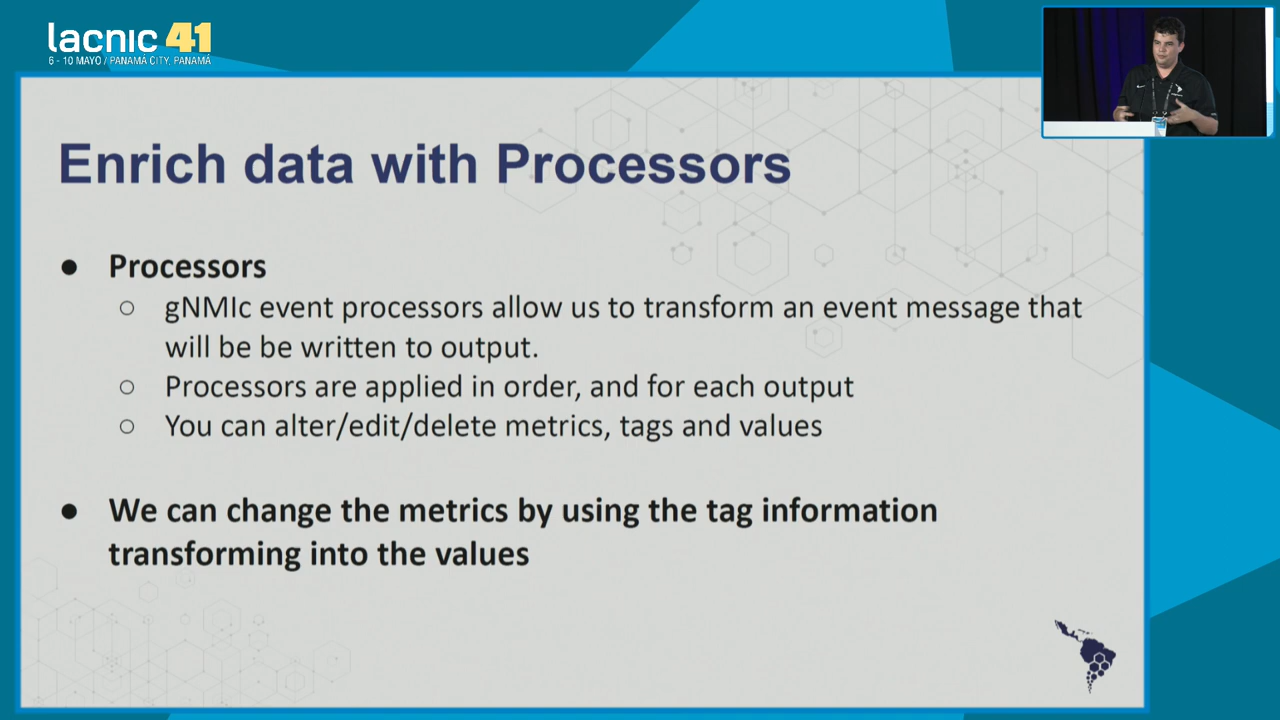 lacnic 41
6 - 10 MAYO / PANAMÁ CITY, PANAMÁ
Enrich data with Processors
● Processors
○ gNMIc event processors allow us to transform an event message that
will be be written to output.
○ Processors are applied in order, and for each output
○ You can alter/edit/delete metrics, tags and values
● We can change the metrics by using the tag information
transforming into the values